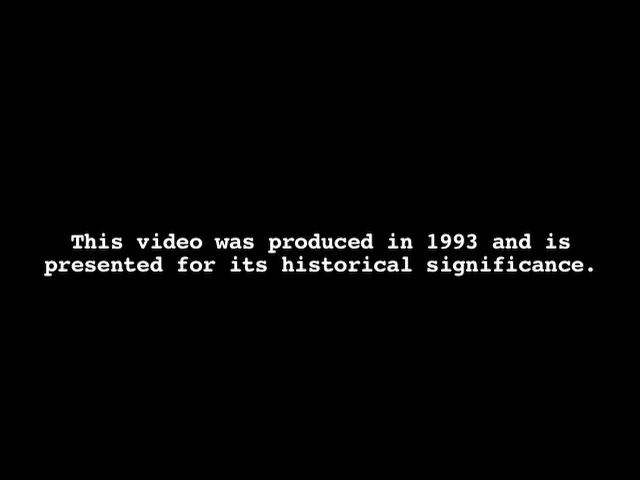 This video was produced in 1993 and is
presented for its historical significance.